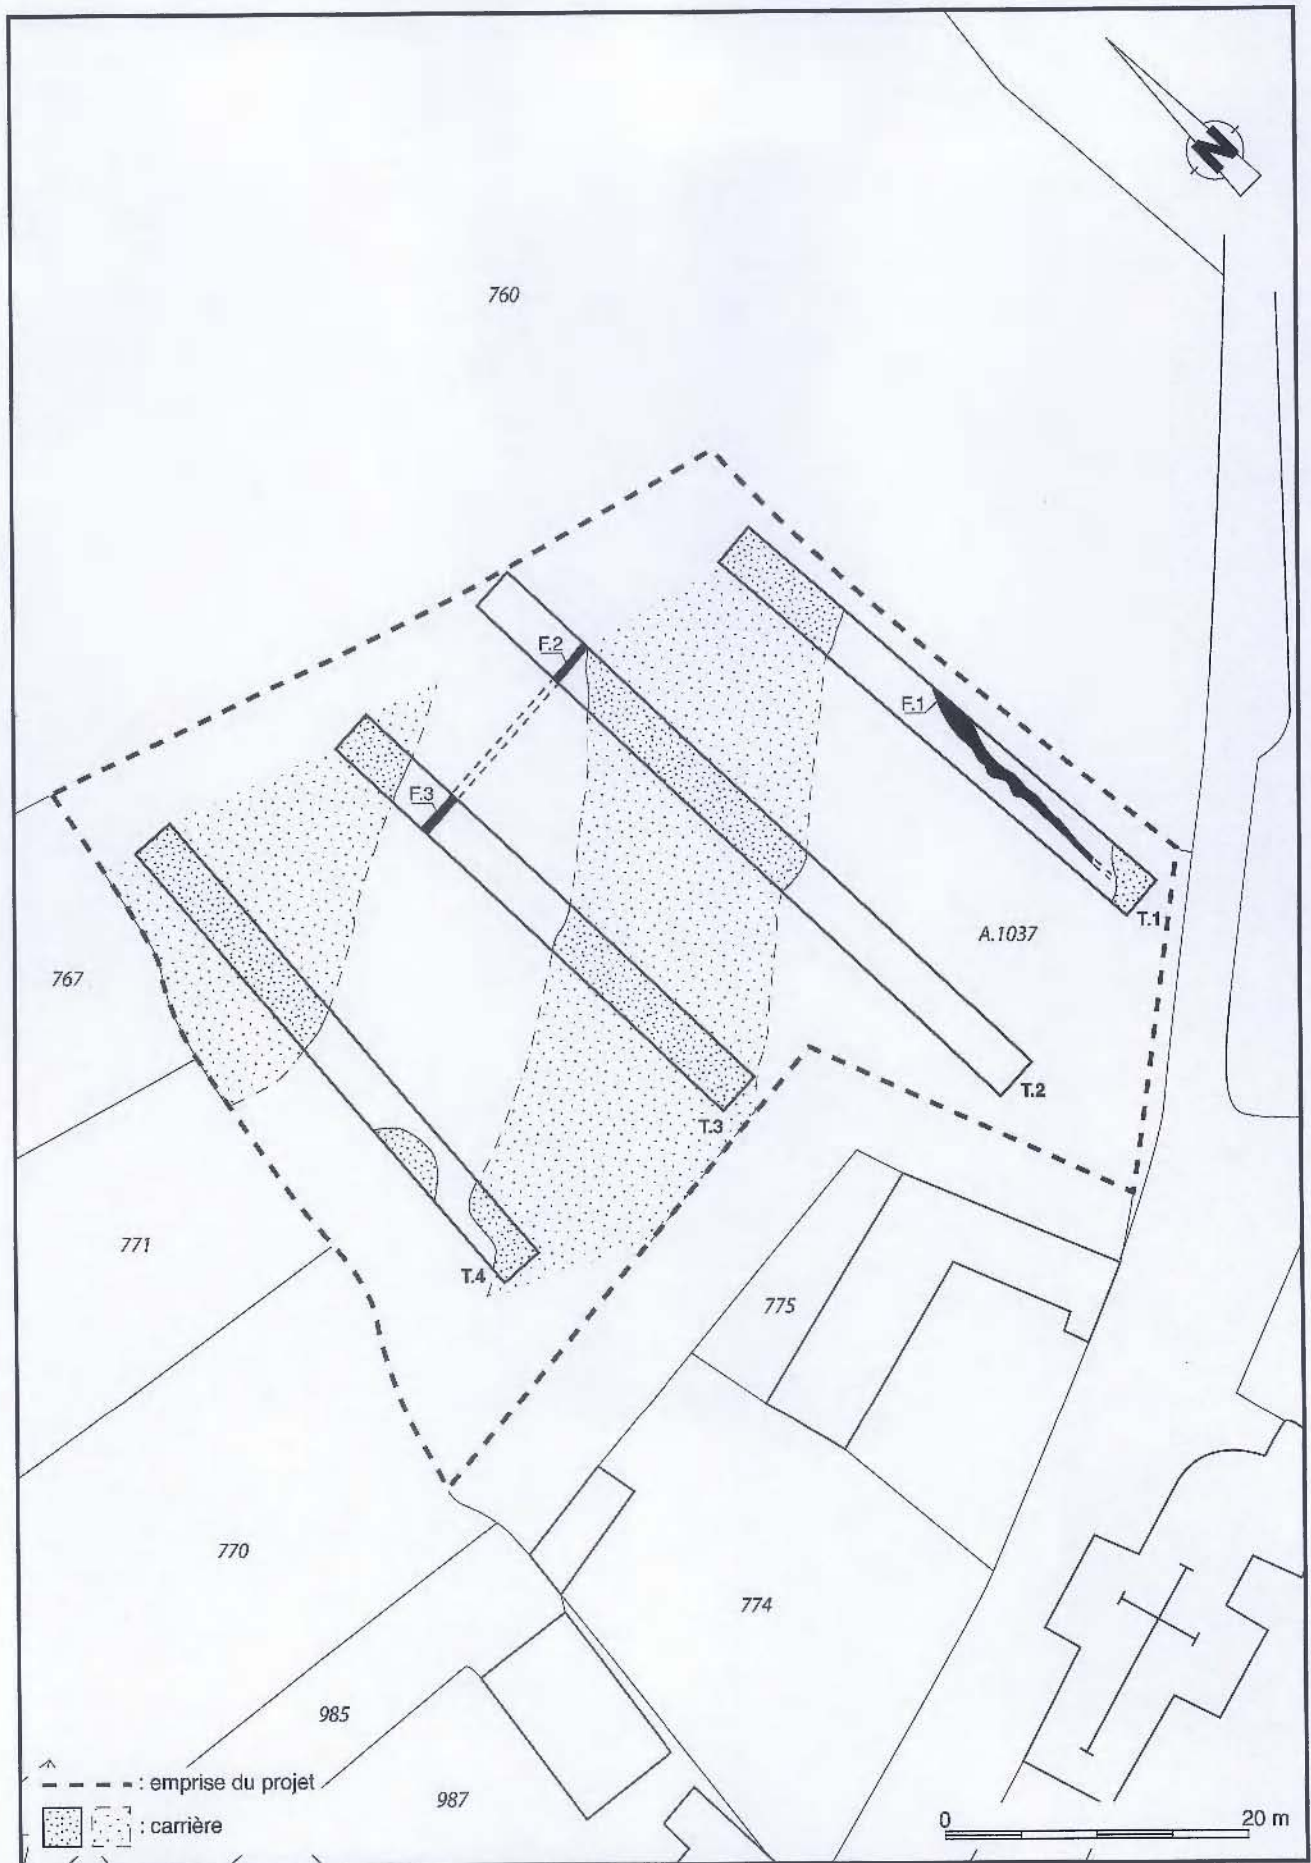 N
760
F.2
F.1
F.3
T.1
A.1037
767
T.2
T.3
771
T.4
775
770
774
985
: emprise du projet
987
: carrière
0 20 m